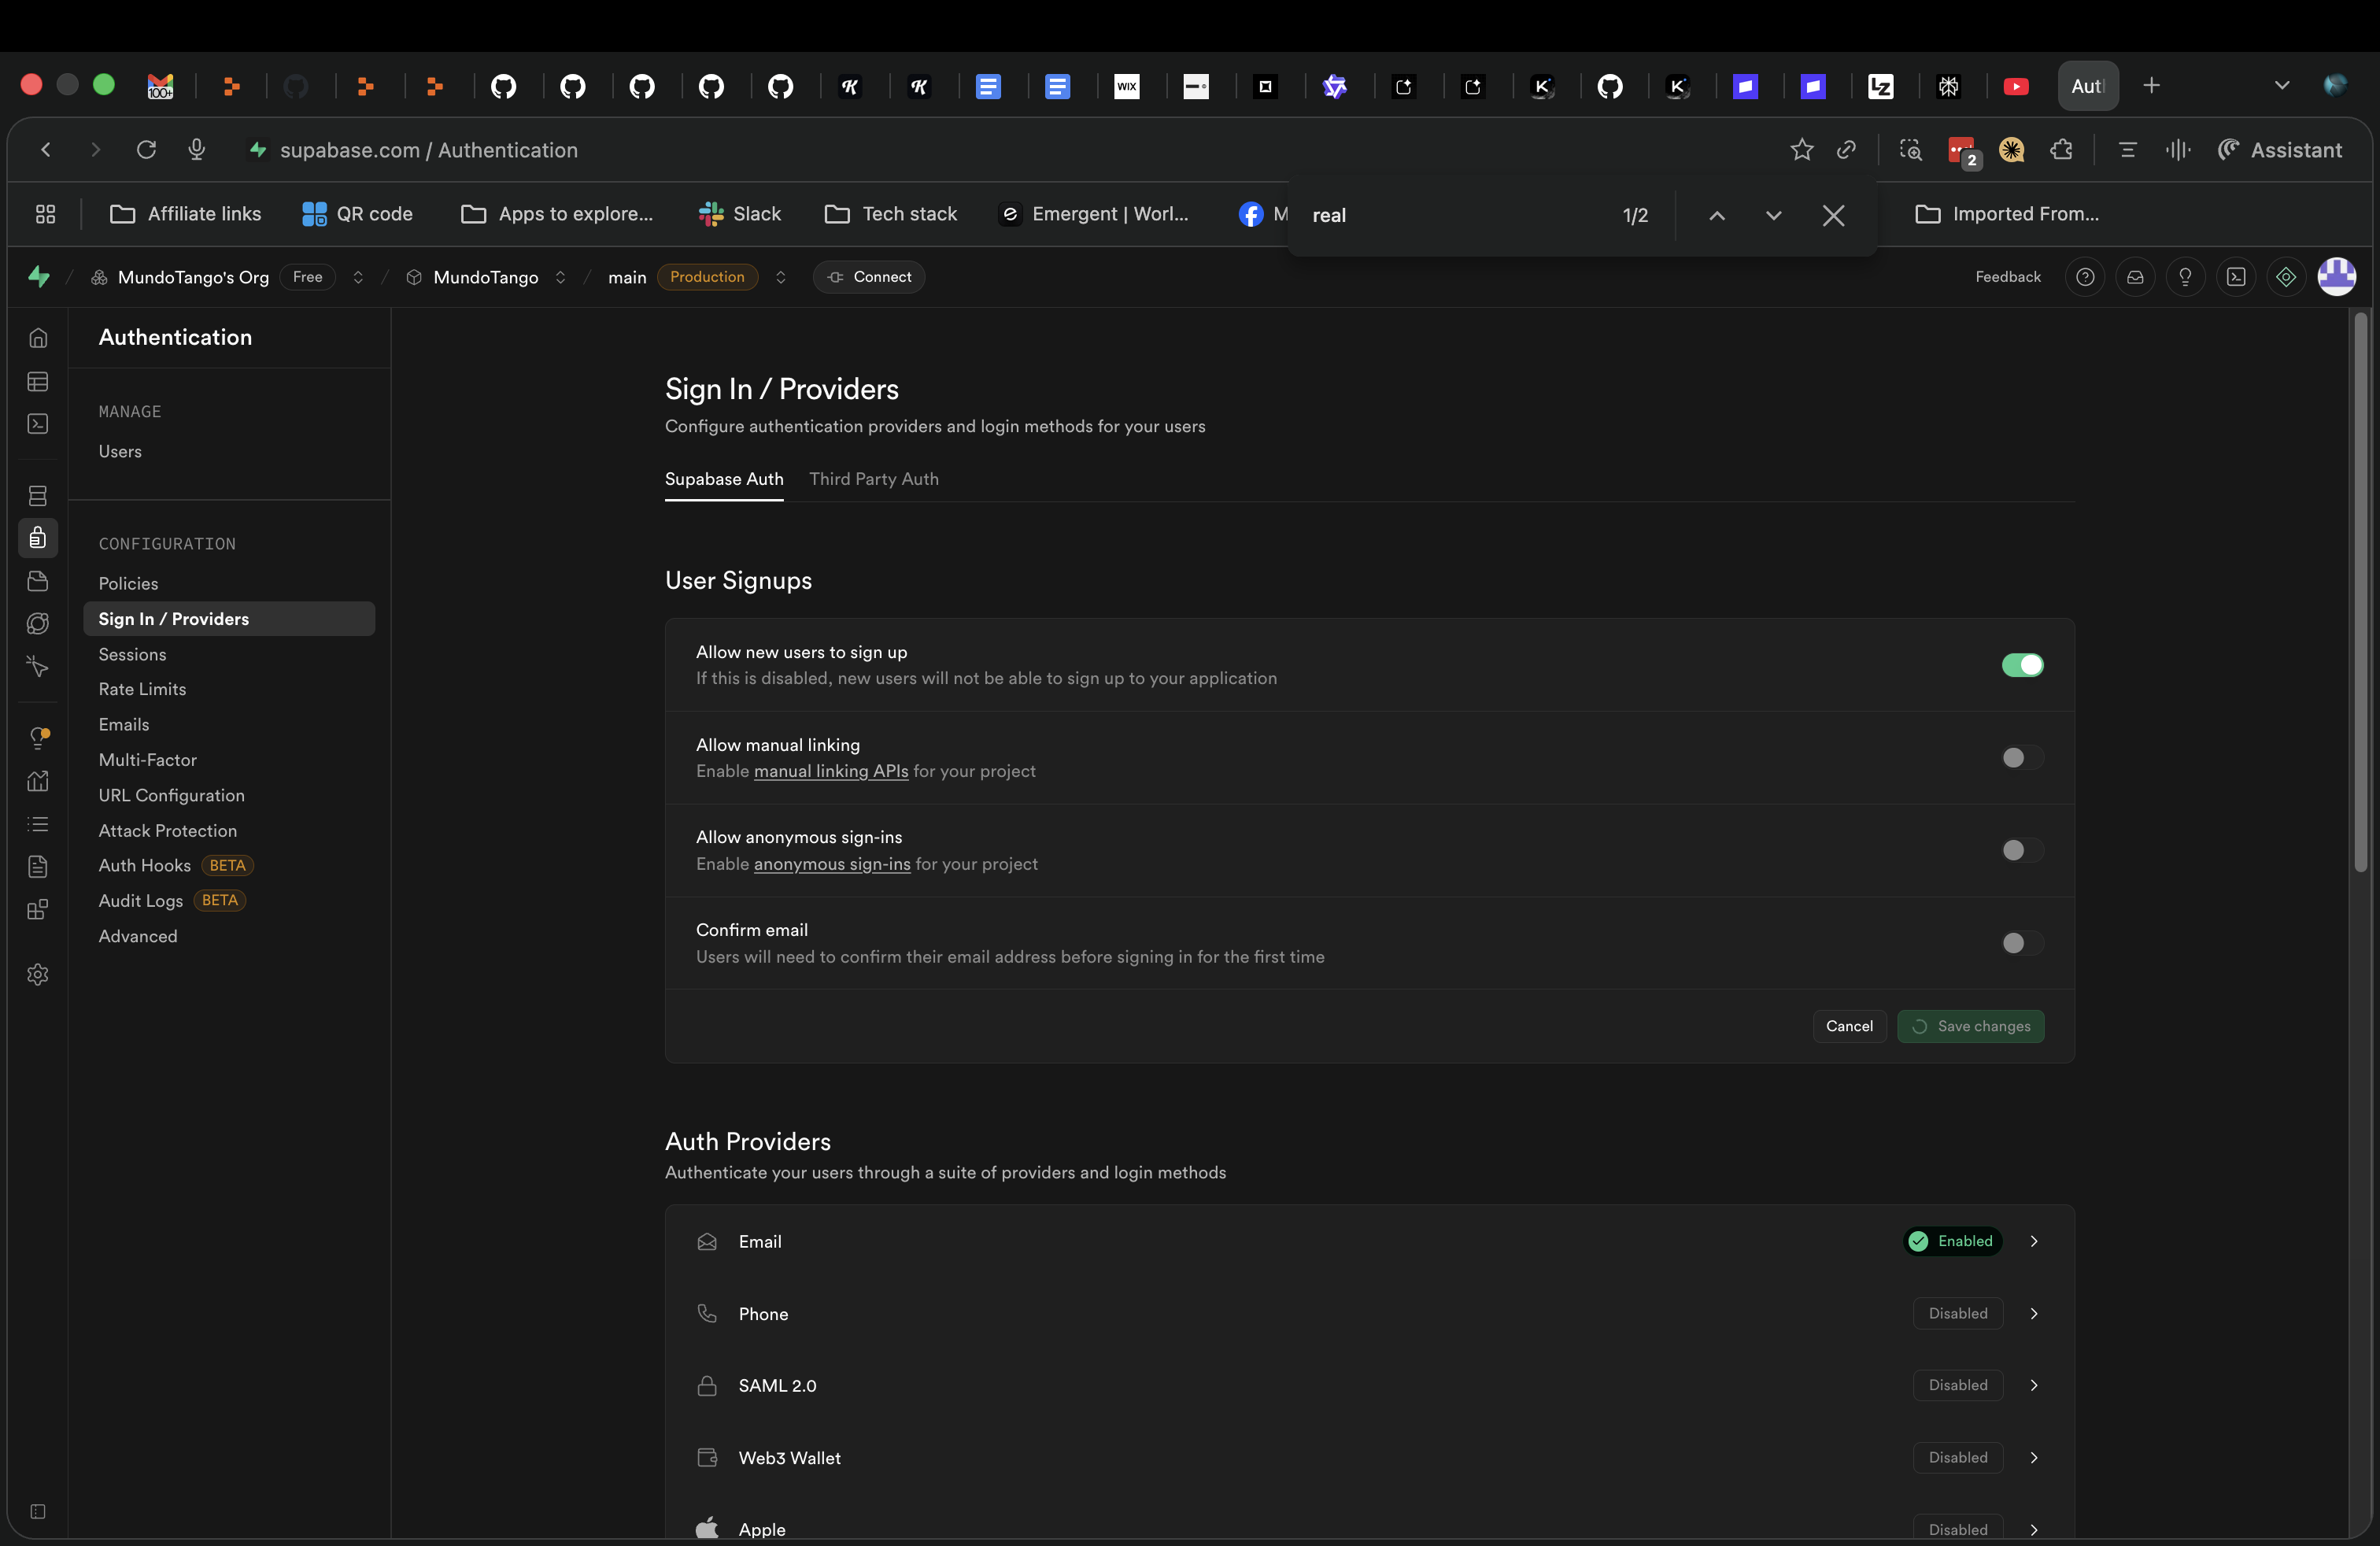 100+
WIX
LZ
Aut
supabase.com / Authentication
2
Assistant
Affiliate links
QR code
Apps to explore...
Slack
Tech stack
Emergent | Worl...
M
real
1/2
Imported From...
MundoTango's Org
Free
MundoTango
main
Production
Connect
Feedback
Authentication
MANAGE
Users
CONFIGURATION
Policies
Sign In / Providers
Sessions
Rate Limits
Emails
Multi-Factor
URL Configuration
Attack Protection
Auth Hooks BETA
Audit Logs BETA
Advanced
Sign In / Providers
Configure authentication providers and login methods for your users
Supabase Auth
Third Party Auth
User Signups
Allow new users to sign up
If this is disabled, new users will not be able to sign up to your application
Allow manual linking
Enable manual linking APIs for your project
Allow anonymous sign-ins
Enable anonymous sign-ins for your project
Confirm email
Users will need to confirm their email address before signing in for the first time
Cancel
Save changes
Auth Providers
Authenticate your users through a suite of providers and login methods
Email
Enabled
Phone
Disabled
SAML 2.0
Disabled
Web3 Wallet
Disabled
Apple
Disabled